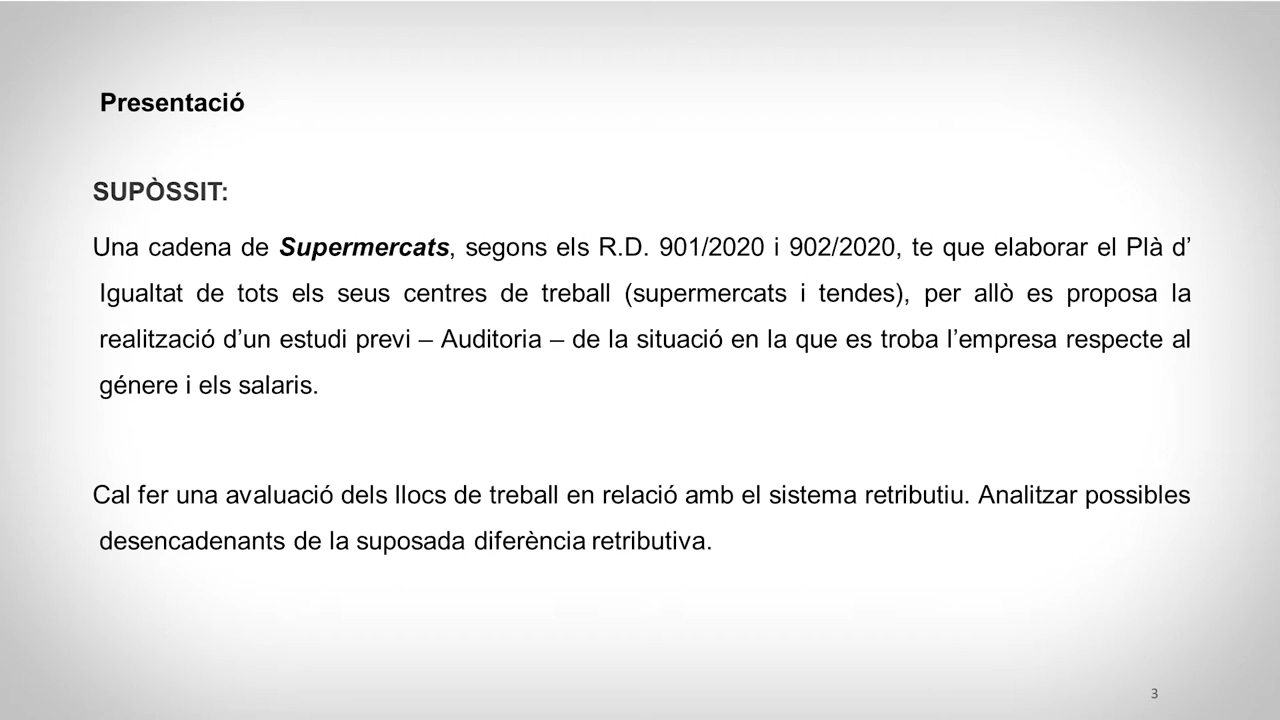 Presentació
SUPÒSSIT:
Una cadena de Supermercats, segons els R.D. 901/2020 i 902/2020, te que elaborar el Plà d’
Igualtat de tots els seus centres de treball (supermercats i tendes), per allò es proposa la
realització d’un estudi previ – Auditoria – de la situació en la que es troba l’empresa respecte al
génere i els salaris.
Cal fer una avaluació dels llocs de treball en relació amb el sistema retributiu. Analitzar possibles
desencadenants de la suposada diferència retributiva.
3